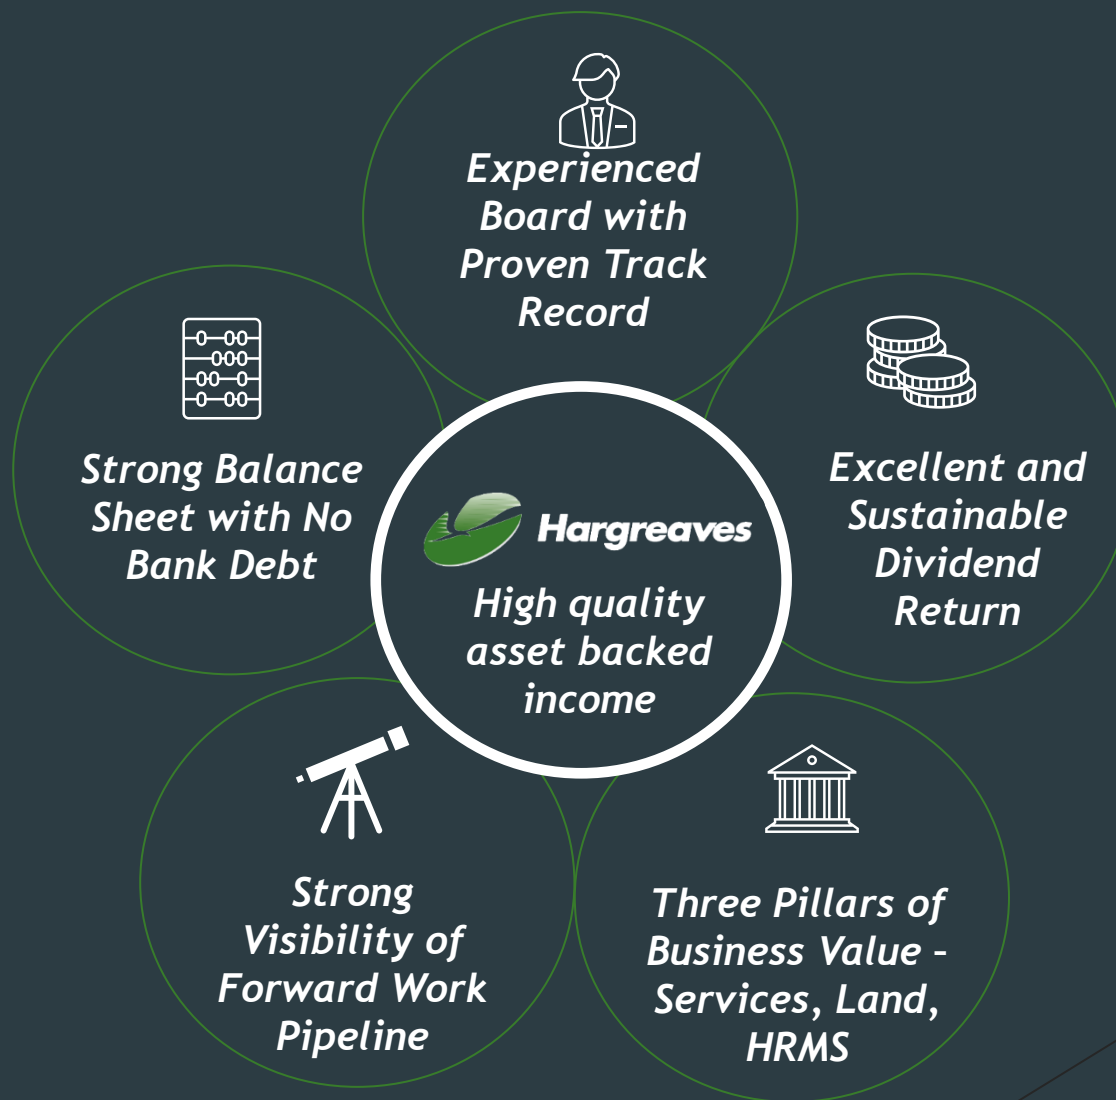 Experienced
Board with
Proven Track
Record
Strong Balance
Sheet with No
Bank Debt
Excellent and
Sustainable
Dividend
Return
Hargreaves
High quality
asset backed
income
Strong
Visibility of
Forward Work
Pipeline
Three Pillars of
Business Value –
Services, Land,
HRMS